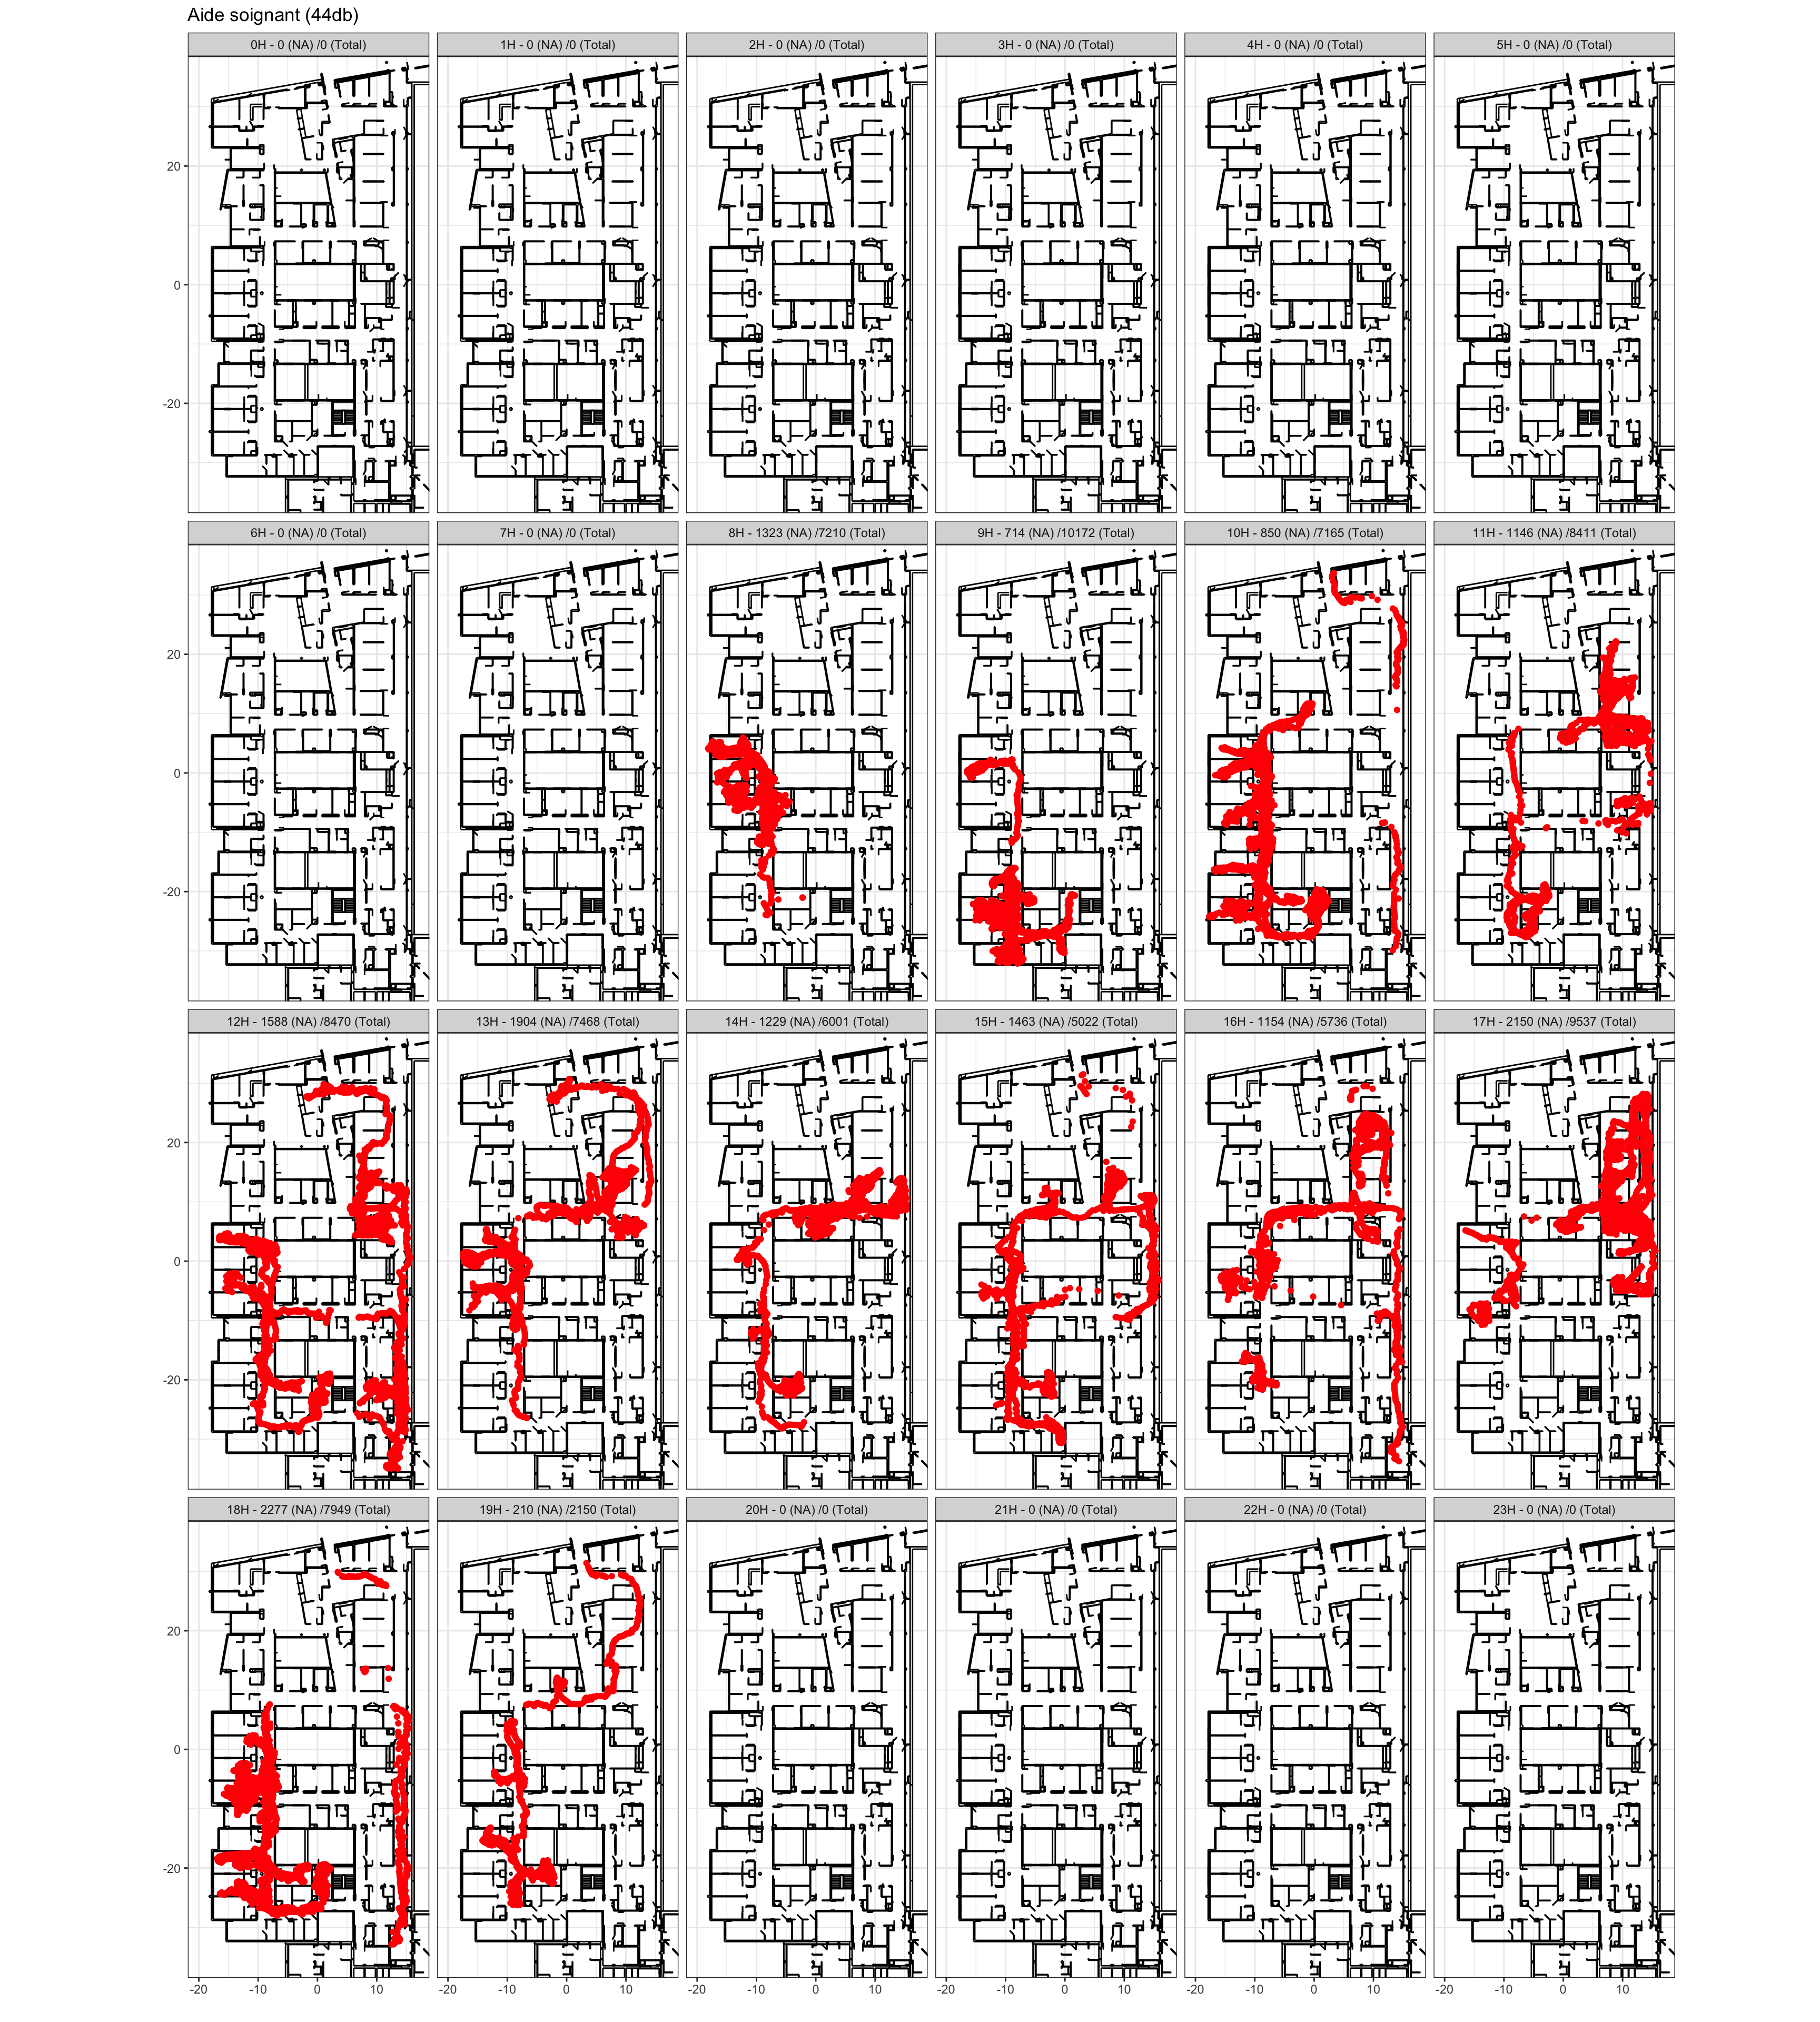 Aide soignant (44db)
0H - 0 (NA) /0 (Total) 1H - 0 (NA) /0 (Total) 2H - 0 (NA) /0 (Total) 3H - 0 (NA) /0 (Total) 4H - 0 (NA) /0 (Total) 5H - 0 (NA) /0 (Total)
20
0
-20
6H - 0 (NA) /0 (Total) 7H - 0 (NA) /0 (Total) 8H - 1323 (NA) /7210 (Total) 9H - 714 (NA) /10172 (Total) 10H - 850 (NA) /7165 (Total) 11H - 1146 (NA) /8411 (Total)
20
0
-20
12H - 1588 (NA) /8470 (Total) 13H - 1904 (NA) /7468 (Total) 14H - 1229 (NA) /6001 (Total) 15H - 1463 (NA) /5022 (Total) 16H - 1154 (NA) /5736 (Total) 17H - 2150 (NA) /9537 (Total)
20
0
-20
18H - 2277 (NA) /7949 (Total) 19H - 210 (NA) /2150 (Total) 20H - 0 (NA) /0 (Total) 21H - 0 (NA) /0 (Total) 22H - 0 (NA) /0 (Total) 23H - 0 (NA) /0 (Total)
20
0
-20
-20 -10 0 10 -20 -10 0 10 -20 -10 0 10 -20 -10 0 10 -20 -10 0 10 -20 -10 0 10